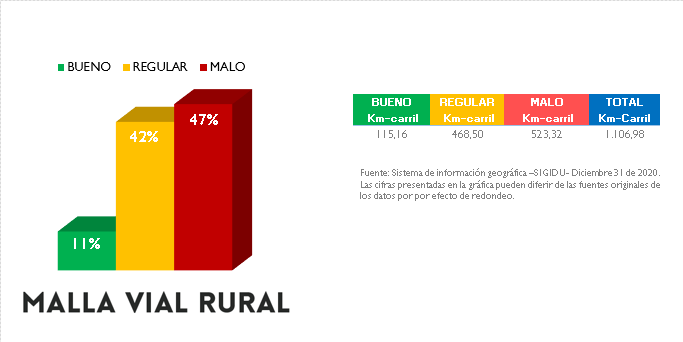 BUENO REGULAR MALO
47%
42%
11%
MALLA VIAL RURAL
BUENO REGULAR MALO TOTAL
Km-carril Km-carril Km-carril Km-Carril
115,16 468,50 523,32 1.106,98
Fuente: Sistema de información geográfica –SIGIDU- Diciembre 31 de 2020.
Las cifras presentadas en la gráfica pueden diferir de las fuentes originales de
los datos por por efecto de redondeo.